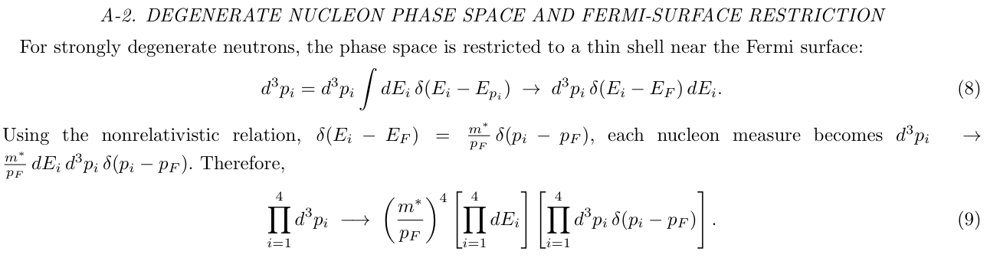 A-2. DEGENERATE NUCLEON PHASE SPACE AND FERMI-SURFACE RESTRICTION
For strongly degenerate neutrons, the phase space is restricted to a thin shell near the Fermi surface:
$d^3p_i = d^3p_i \int dE_i\, \delta(E_i - E_{p_i}) \rightarrow d^3p_i\, \delta(E_i - E_F)\, dE_i.$ (8)
Using the nonrelativistic relation, $\delta(E_i - E_F) = \frac{m^*}{p_F}\, \delta(p_i - p_F)$, each nucleon measure becomes $d^3p_i \rightarrow$
$\frac{m^*}{p_F}\, dE_i\, d^3p_i\, \delta(p_i - p_F)$. Therefore,
$\prod_{i=1}^{4} d^3p_i \longrightarrow \left(\frac{m^*}{p_F}\right)^4 \left[\prod_{i=1}^{4} dE_i\right] \left[\prod_{i=1}^{4} d^3p_i\, \delta(p_i - p_F)\right].$ (9)